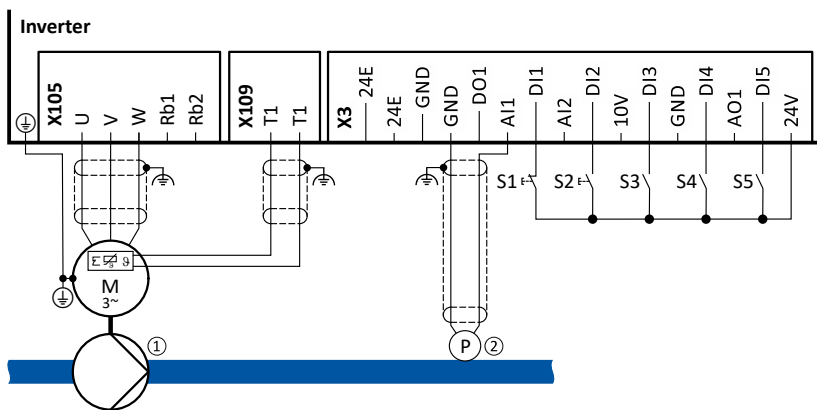 Inverter
X105 U V W Rb1 Rb2
X109 T1 T1
X3 24E 24E GND GND DO1 AI1 DI1 AI2 DI2 10V DI3 GND DI4 AO1 DI5 24V
S1 S2 S3 S4 S5
ϑ
M
3~
1
P 2